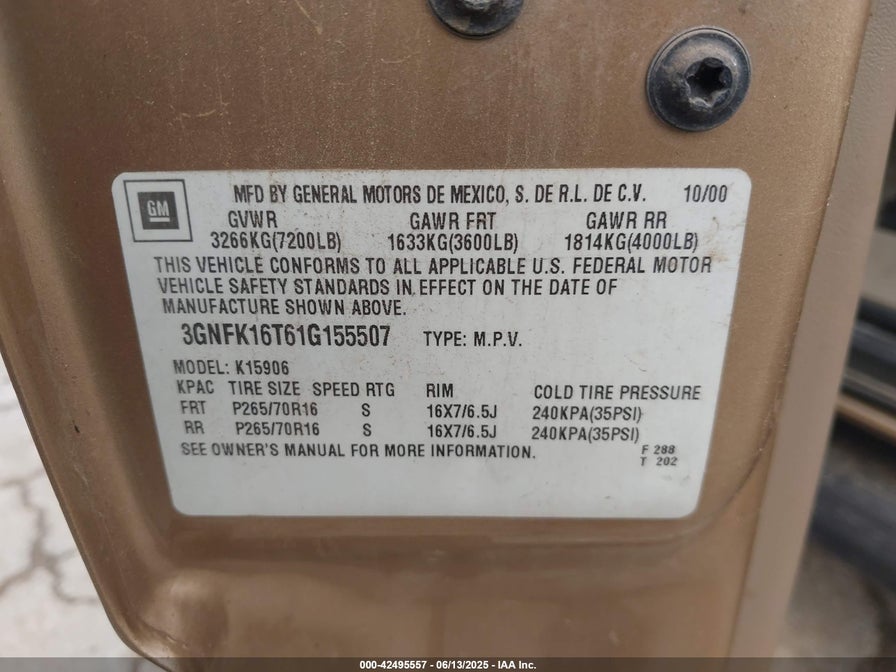 GM
MFD BY GENERAL MOTORS DE MEXICO, S. DE R.L. DE C.V. 10/00
GVWR GAWR FRT GAWR RR
3266KG(7200LB) 1633KG(3600LB) 1814KG(4000LB)
THIS VEHICLE CONFORMS TO ALL APPLICABLE U.S. FEDERAL MOTOR
VEHICLE SAFETY STANDARDS IN EFFECT ON THE DATE OF
MANUFACTURE SHOWN ABOVE.
3GNFK16T61G155507 TYPE: M.P.V.
MODEL: K15906
KPAC TIRE SIZE SPEED RTG RIM COLD TIRE PRESSURE
FRT P265/70R16 S 16X7/6.5J 240KPA(35PSI)
RR P265/70R16 S 16X7/6.5J 240KPA(35PSI)
SEE OWNER'S MANUAL FOR MORE INFORMATION. F 288
T 202
000-42495557 - 06/13/2025 - IAA Inc.